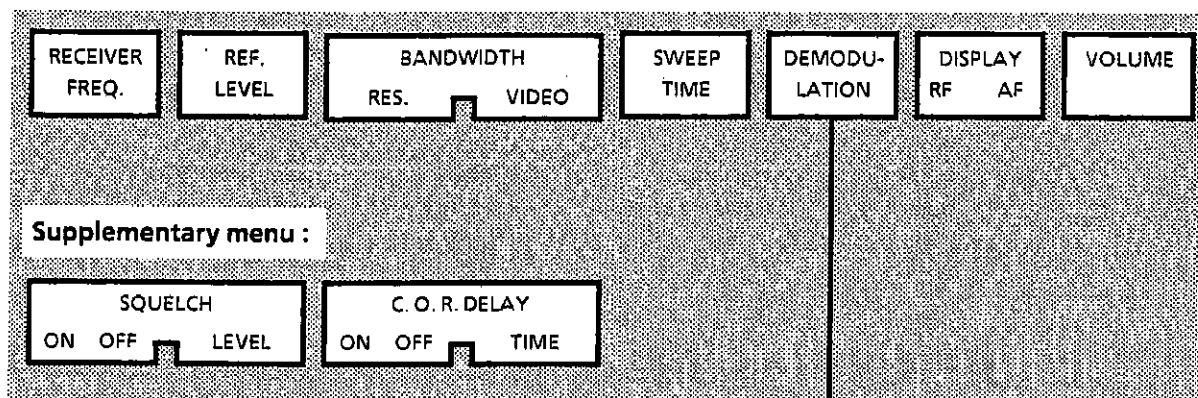 RECEIVER
FREQ.
REF.
LEVEL
BANDWIDTH
RES. VIDEO
SWEEP
TIME
DEMODU-
LATION
DISPLAY
RF AF
VOLUME
Supplementary menu :
SQUELCH
ON OFF LEVEL
C. O. R. DELAY
ON OFF TIME